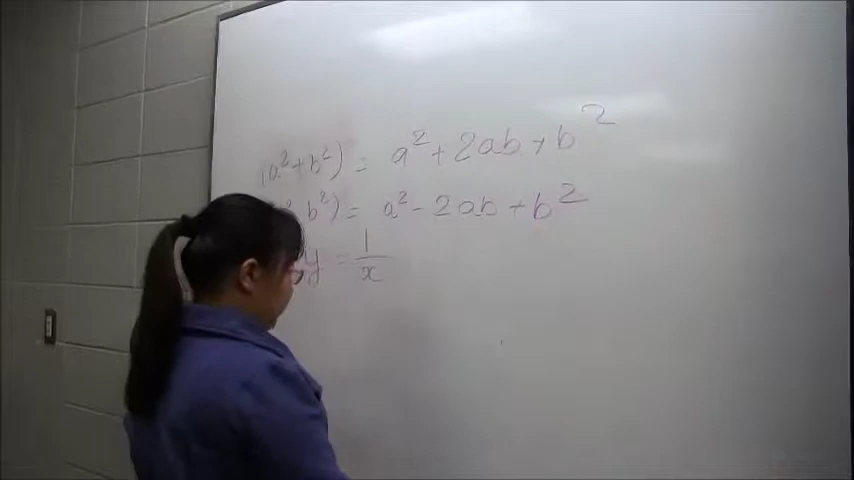 (a²+b²) = a²+2ab+b²
b²) = a²-2ab+b²
y = 1/x